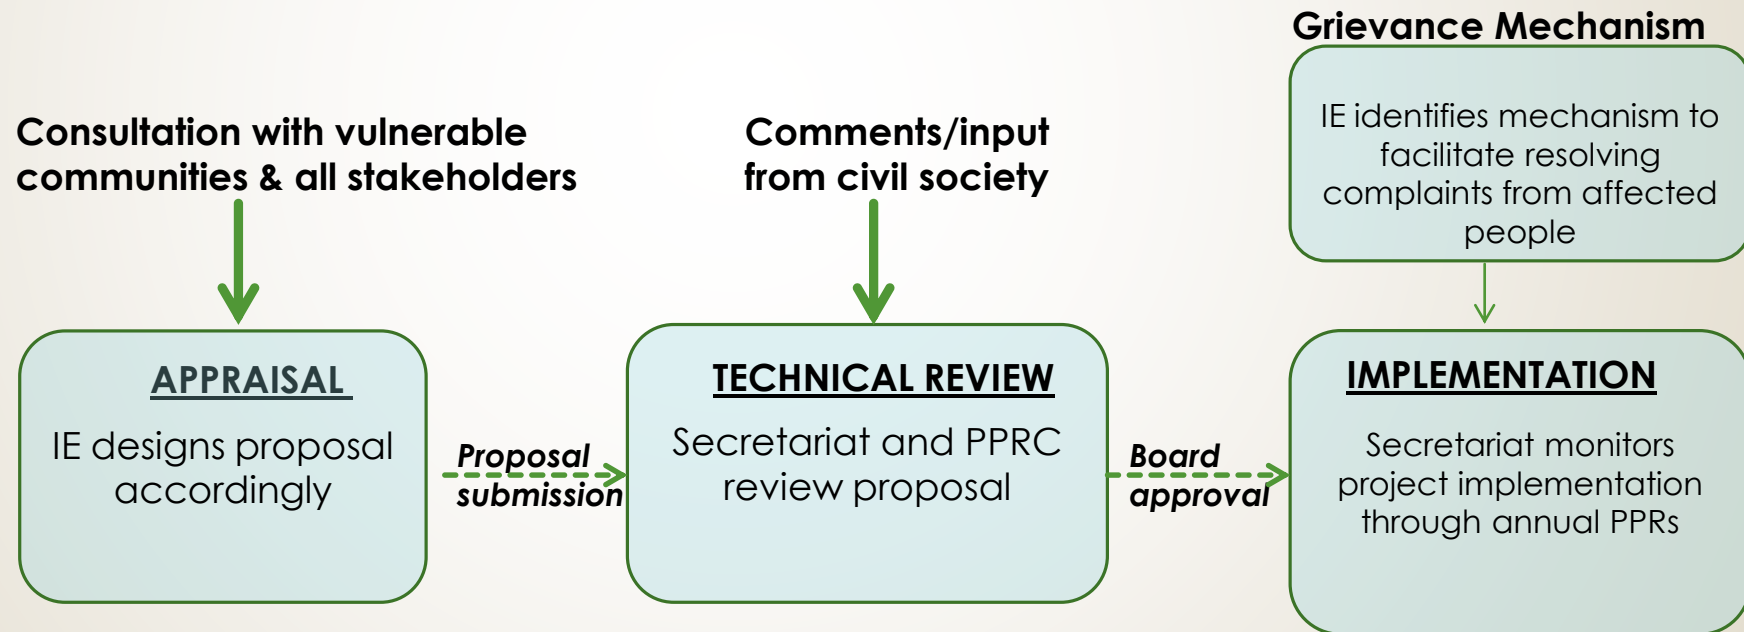 Grievance Mechanism
IE identifies mechanism to
facilitate resolving
complaints from affected
people
Consultation with vulnerable
communities & all stakeholders
Comments/input
from civil society
APPRAISAL
IE designs proposal
accordingly
Proposal
submission
TECHNICAL REVIEW
Secretariat and PPRC
review proposal
Board
approval
IMPLEMENTATION
Secretariat monitors
project implementation
through annual PPRs